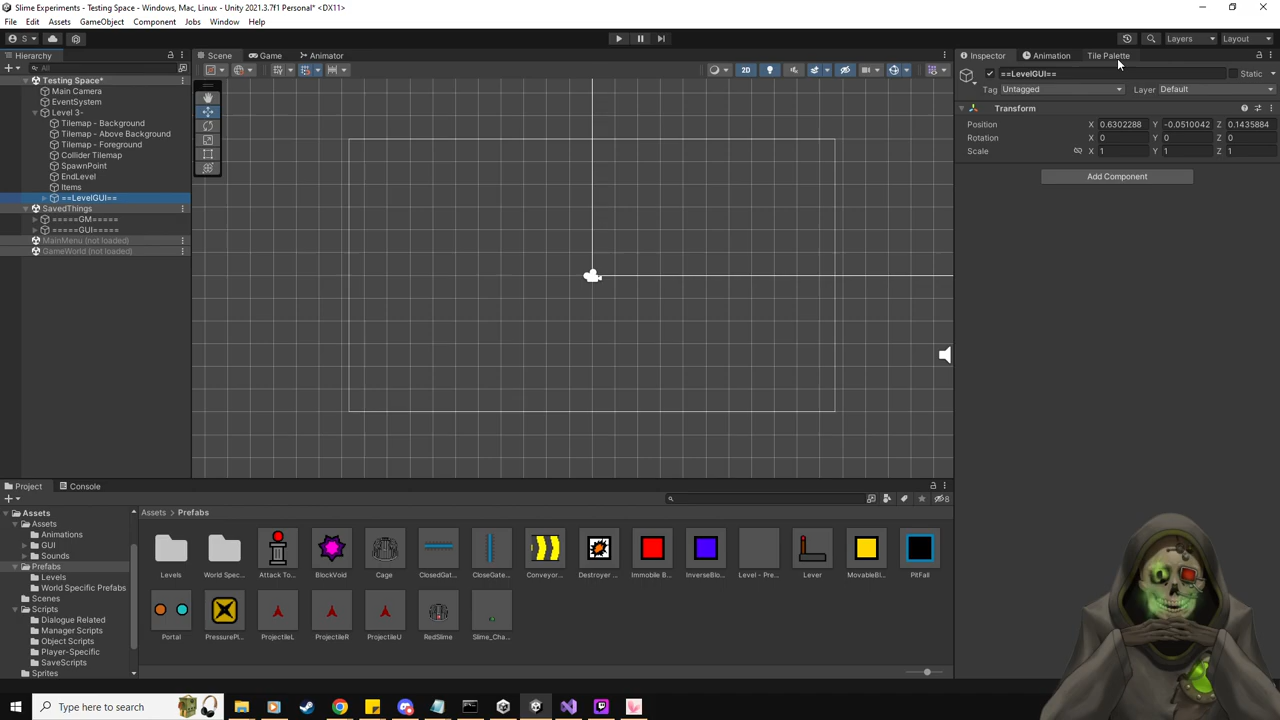 Slime Experiments - Testing Space - Windows, Mac, Linux - Unity 2021.3.7f1 Personal* <DX11>
File Edit Assets GameObject Component Jobs Window Help
S Layers Layout
Hierarchy Scene Game Animator Inspector Animation Tile Palette
All 2D ==LevelGUI== Static
Testing Space*
Main Camera Tag Untagged Layer Default
EventSystem
Level 3- Transform
Tilemap - Background Position X 0.6302288 Y -0.0510042 Z 0.1435884
Tilemap - Above Background Rotation X 0 Y 0 Z 0
Tilemap - Foreground Scale X 1 Y 1 Z 1
Collider Tilemap
SpawnPoint
EndLevel Add Component
Items
==LevelGUI==
SavedThings
=====GM=====
=====GUI=====
MainMenu (not loaded)
GameWorld (not loaded)
Project Console
8
Assets Assets > Prefabs
Assets
Animations
GUI
Sounds
Prefabs
Levels
World Specific Prefabs
Scenes
Scripts
Dialogue Related
Manager Scripts
Object Scripts
Player-Specific
SaveScripts
Sprites
Levels World Spec... Attack To... BlockVoid Cage ClosedGat... CloseGate... Conveyor... Destroyer ... Immobile B... InverseBlo... Level - Pre... Lever MovableBl... PitFall
Portal PressurePl... ProjectileL ProjectileR ProjectileU RedSlime Slime_Cha...
Type here to search